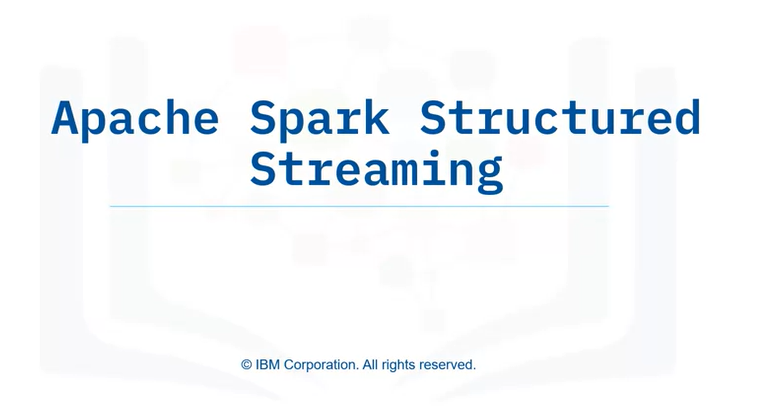 Apache Spark Structured
Streaming
© IBM Corporation. All rights reserved.